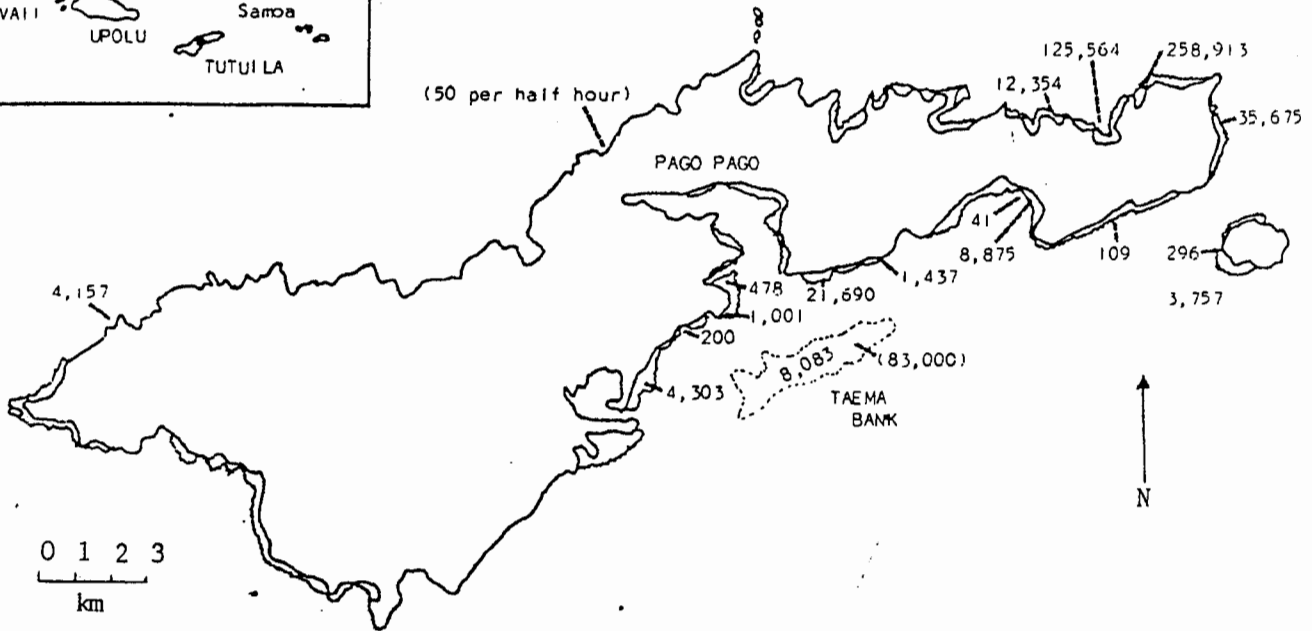 VAII
UPOLU
Samoa
TUTUILA
(50 per half hour)
125,564
258,913
12,354
35,675
PAGO PAGO
41
8,875
109
296
3,757
4,157
478
21,690
1,437
1,001
200
8,083
(83,000)
4,303
TAEMA
BANK
N
0 1 2 3
km